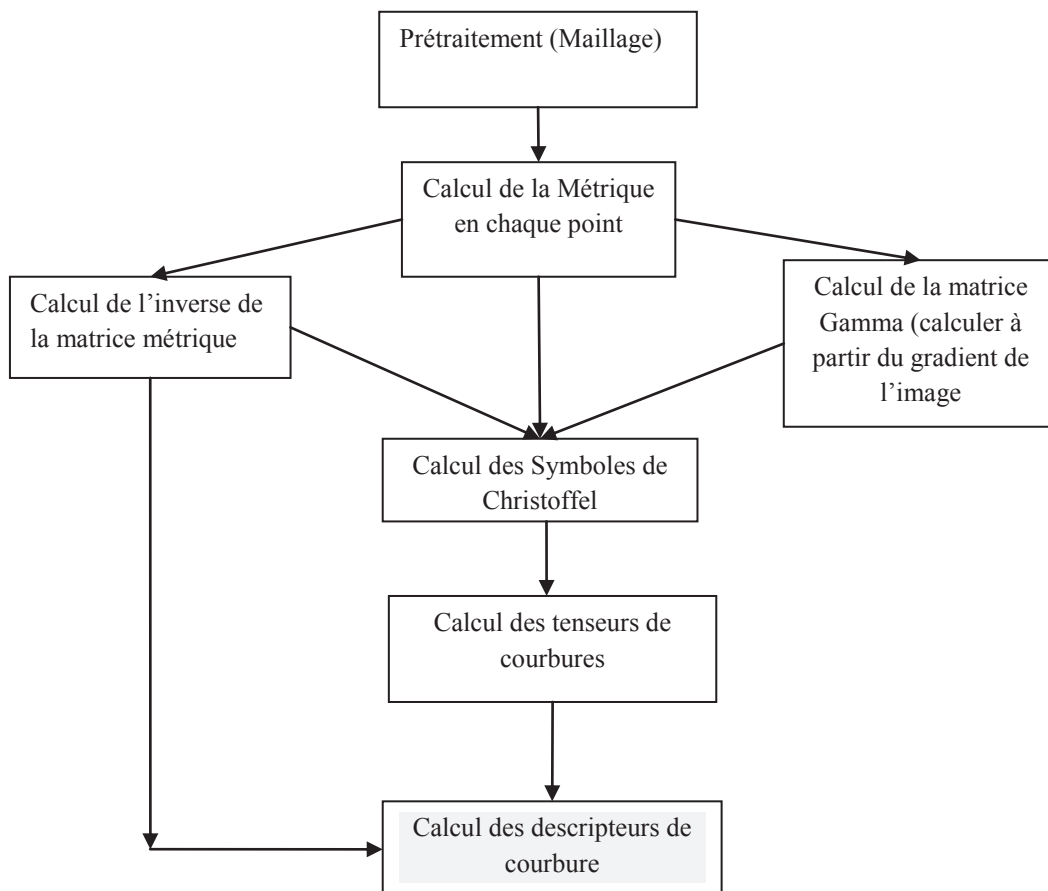 Prétraitement (Maillage)
Calcul de la Métrique
en chaque point
Calcul de l’inverse de
la matrice métrique
Calcul de la matrice
Gamma (calculer à
partir du gradient de
l’image
Calcul des Symboles de
Christoffel
Calcul des tenseurs de
courbures
Calcul des descripteurs de
courbure